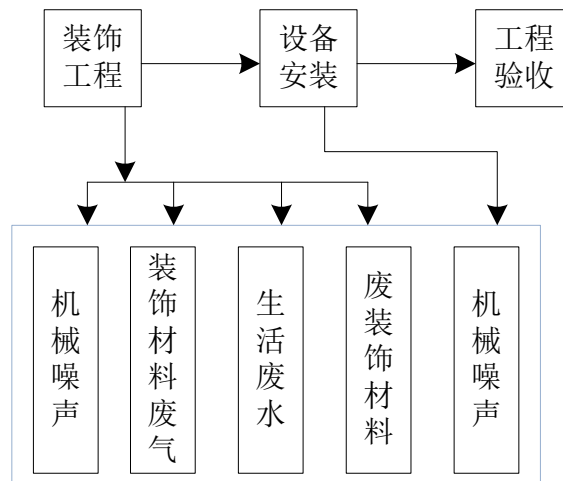 装饰
工程
设备
安装
工程
验收
机械噪声
装饰材料废气
生活废水
废装饰材料
机械噪声